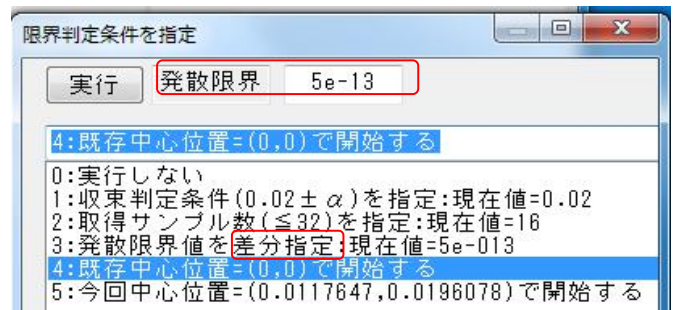 限界判定条件を指定
実行 発散限界 5e-13
4:既存中心位置=(0,0)で開始する
0:実行しない
1:収束判定条件(0.02±α)を指定:現在値=0.02
2:取得サンプル数(≦32)を指定:現在値=16
3:発散限界値を差分指定:現在値=5e-013
4:既存中心位置=(0,0)で開始する
5:今回中心位置=(0.0117647,0.0196078)で開始する